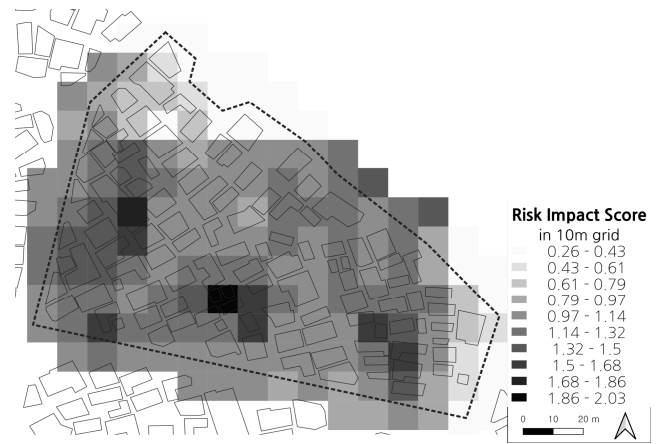 Risk Impact Score
in 10m grid
0.26 - 0.43
0.43 - 0.61
0.61 - 0.79
0.79 - 0.97
0.97 - 1.14
1.14 - 1.32
1.32 - 1.5
1.5 - 1.68
1.68 - 1.86
1.86 - 2.03
0 10 20 m